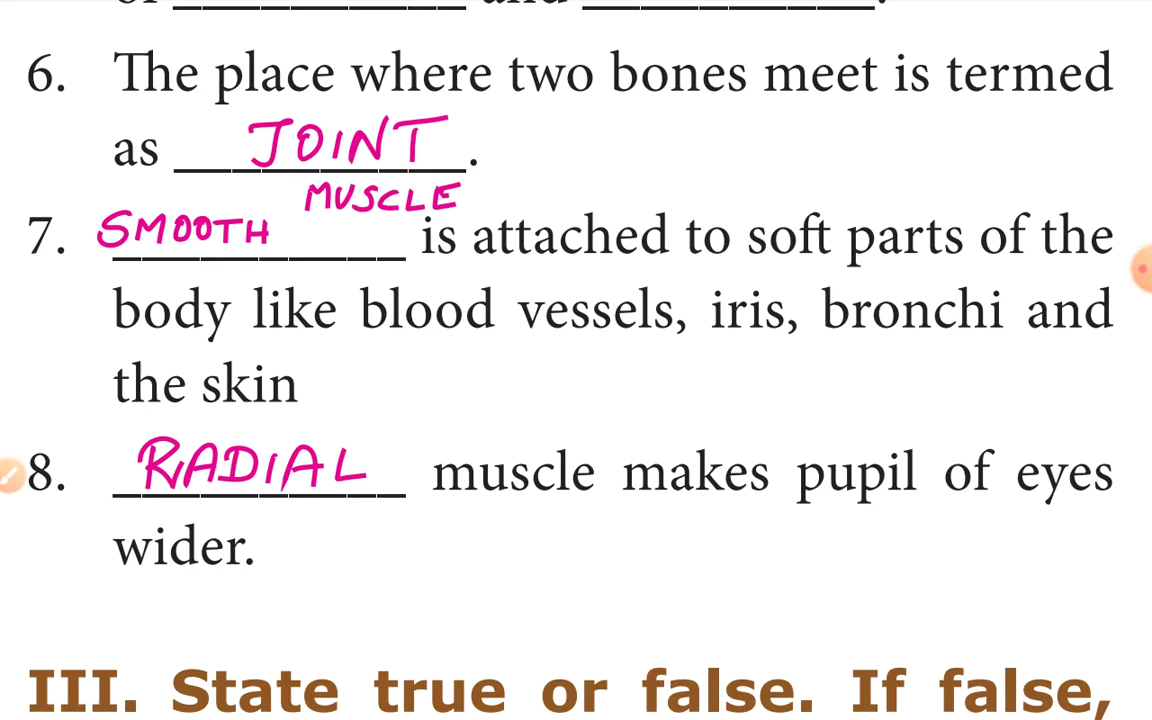 and
6. The place where two bones meet is termed
as JOINT.
MUSCLE
7. SMOOTH is attached to soft parts of the
body like blood vessels, iris, bronchi and
the skin
8. RADIAL muscle makes pupil of eyes
wider.
III. State true or false. If false,